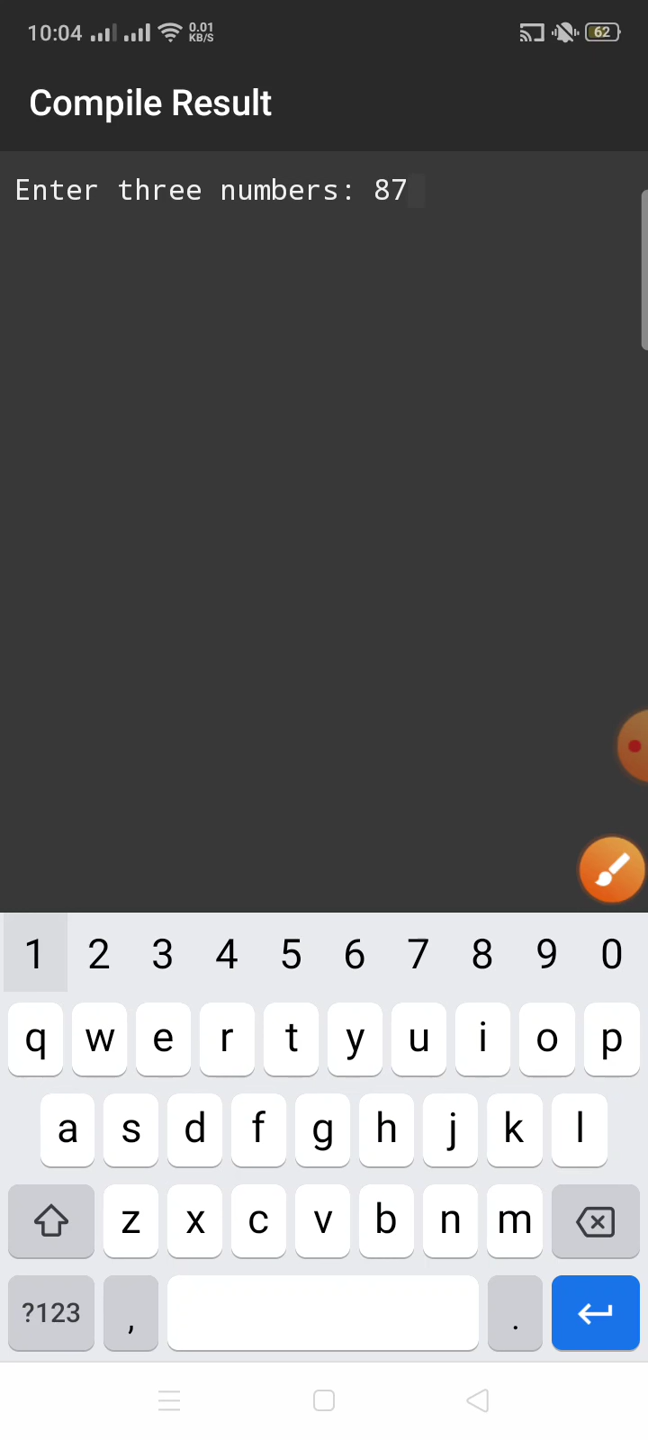 10:04 0.01 KB/S 62
Compile Result
Enter three numbers: 87
1 2 3 4 5 6 7 8 9 0
q w e r t y u i o p
a s d f g h j k l
z x c v b n m
?123 , .